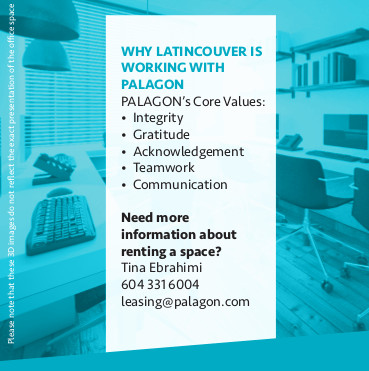 WHY LATINCOUVER IS
WORKING WITH
PALAGON
PALAGON's Core Values:
• Integrity
• Gratitude
• Acknowledgement
• Teamwork
• Communication
Need more
information about
renting a space?
Tina Ebrahimi
604 331 6004
leasing@palagon.com
Please note that these 3D images do not reflect the exact presentation of the office space